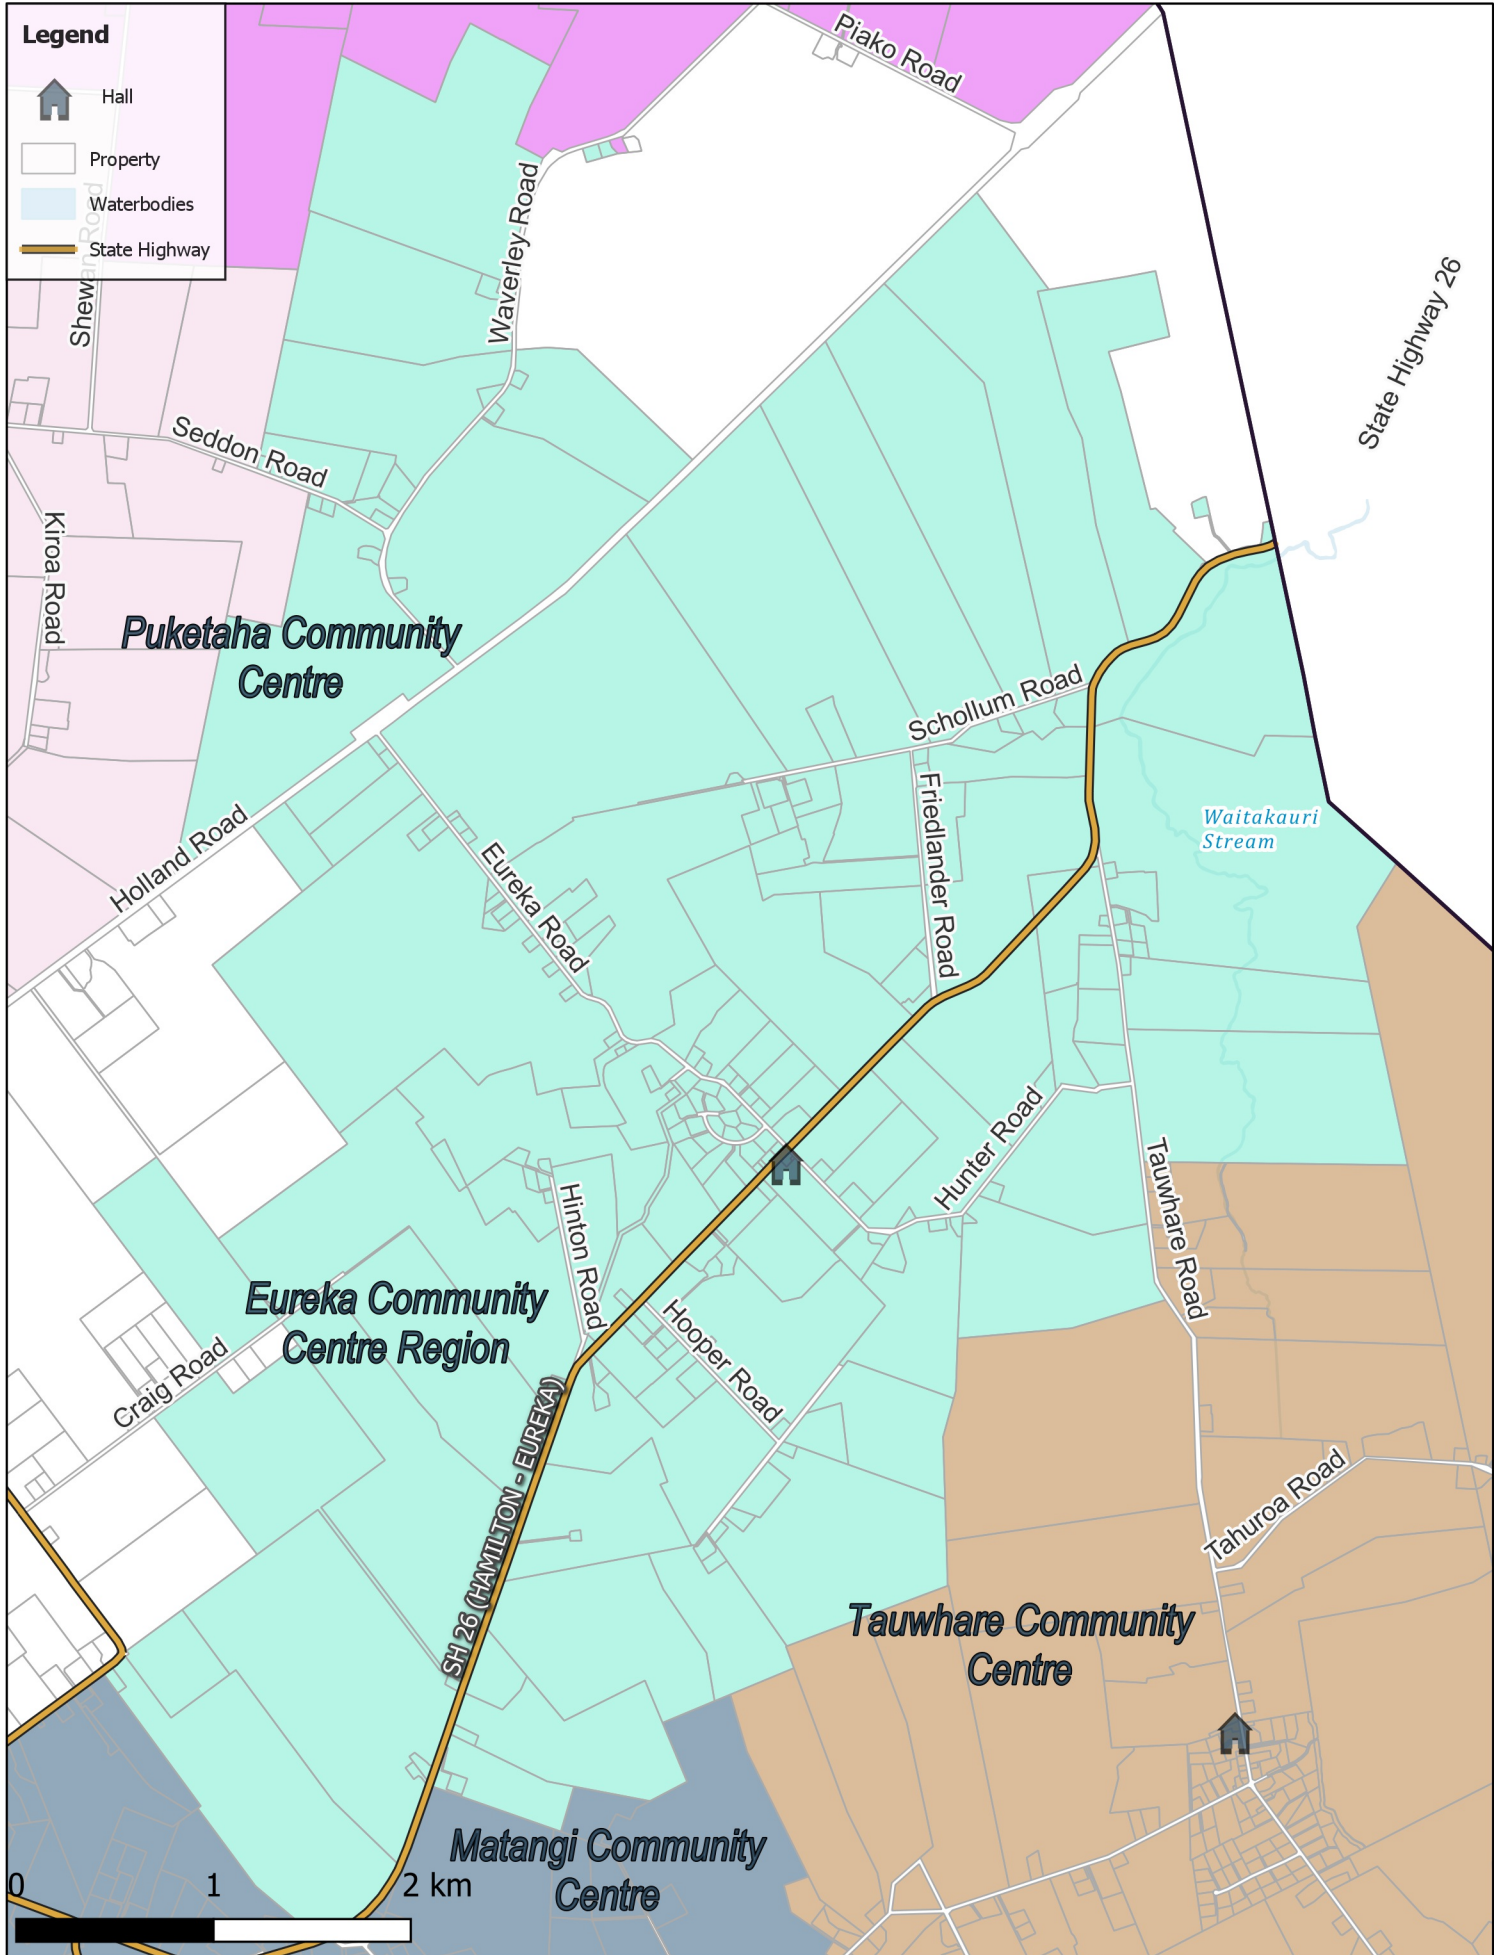 Legend
Hall
Property
Waterbodies
State Highway
Piako Road
Shewan Road
Waverley Road
State Highway 26
Seddon Road
Kiroa Road
Puketaha Community
Centre
Schollum Road
Friedlander Road
Waitakauri
Stream
Holland Road
Eureka Road
Hunter Road
Tauwhare Road
Hinton Road
Eureka Community
Centre Region
Hooper Road
Craig Road
SH 26 (HAMILTON - EUREKA)
Tahuroa Road
Tauwhare Community
Centre
Matangi Community
Centre
0 1 2 km